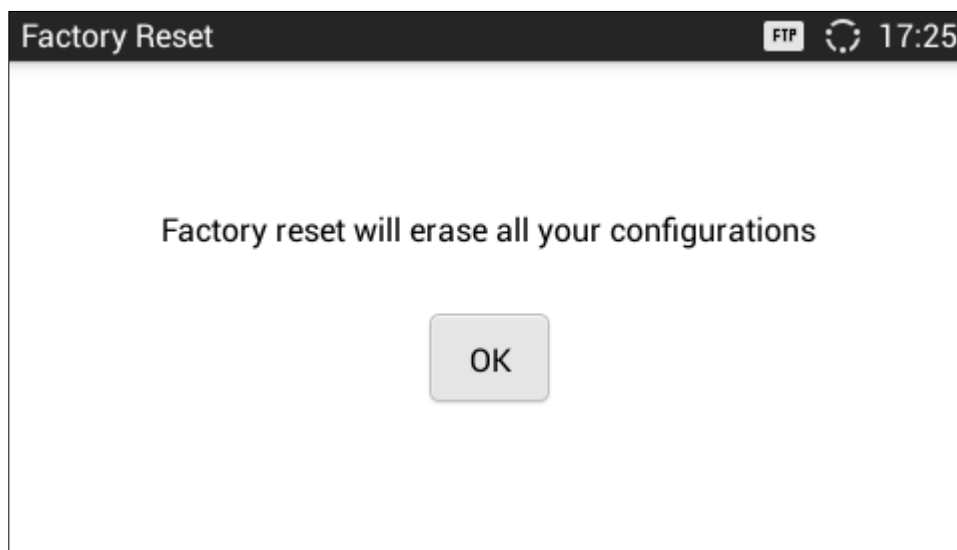 Factory Reset FTP 17:25
Factory reset will erase all your configurations
OK